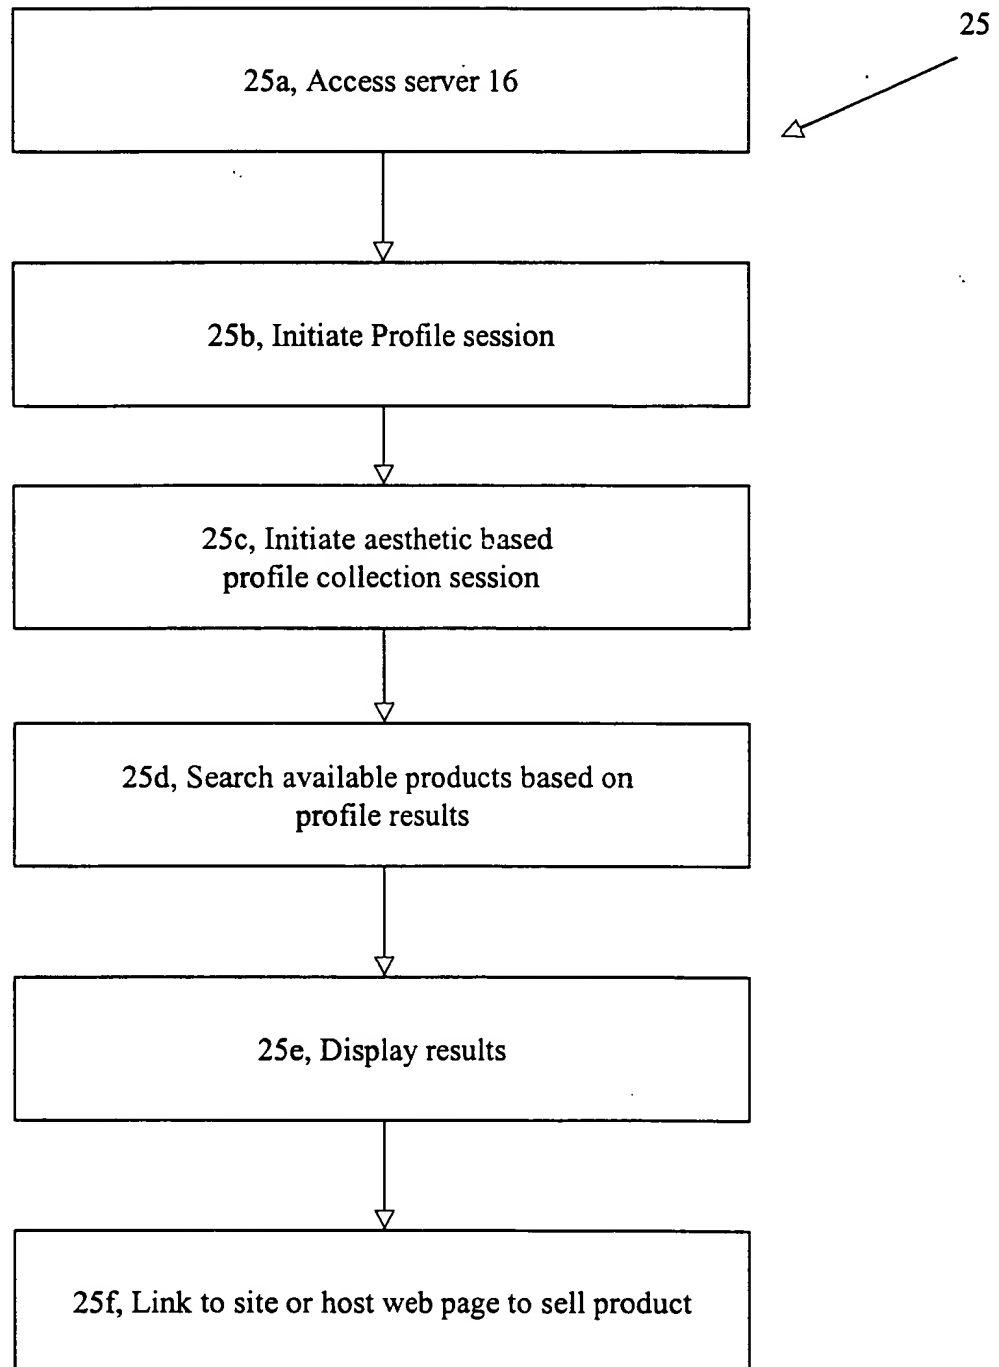 25
25a, Access server 16
25b, Initiate Profile session
25c, Initiate aesthetic based
profile collection session
25d, Search available products based on
profile results
25e, Display results
25f, Link to site or host web page to sell product